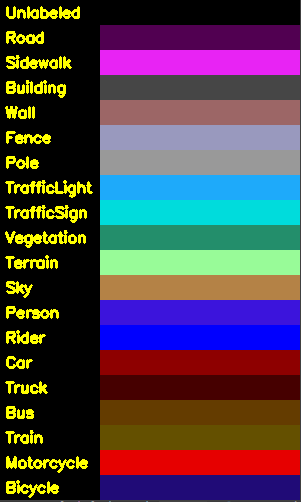 Unlabeled
Road
Sidewalk
Building
Wall
Fence
Pole
TrafficLight
TrafficSign
Vegetation
Terrain
Sky
Person
Rider
Car
Truck
Bus
Train
Motorcycle
Bicycle